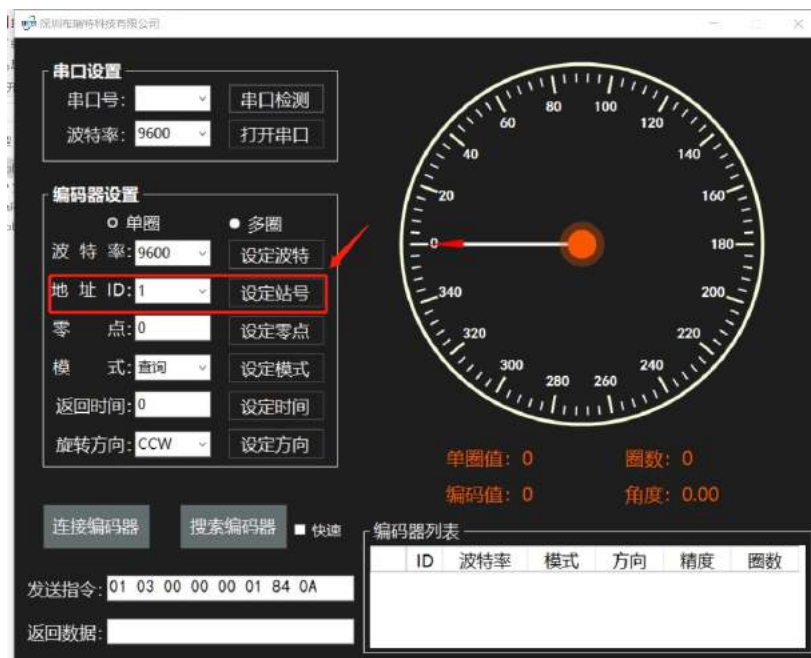 深圳布瑞特科技有限公司
串口设置
串口号: 串口检测
波特率: 9600 打开串口
编码器设置
单圈 多圈
波 特 率: 9600 设定波特
地 址 ID: 1 设定站号
零 点: 0 设定零点
模 式: 查询 设定模式
返回时间: 0 设定时间
旋转方向: CCW 设定方向
连接编码器 搜索编码器 快速
发送指令: 01 03 00 00 00 01 84 0A
返回数据:
0
20
40
60
80
100
120
140
160
180
200
220
240
260
280
300
320
340
单圈值: 0 圈数: 0
编码值: 0 角度: 0.00
编码器列表
ID 波特率 模式 方向 精度 圈数